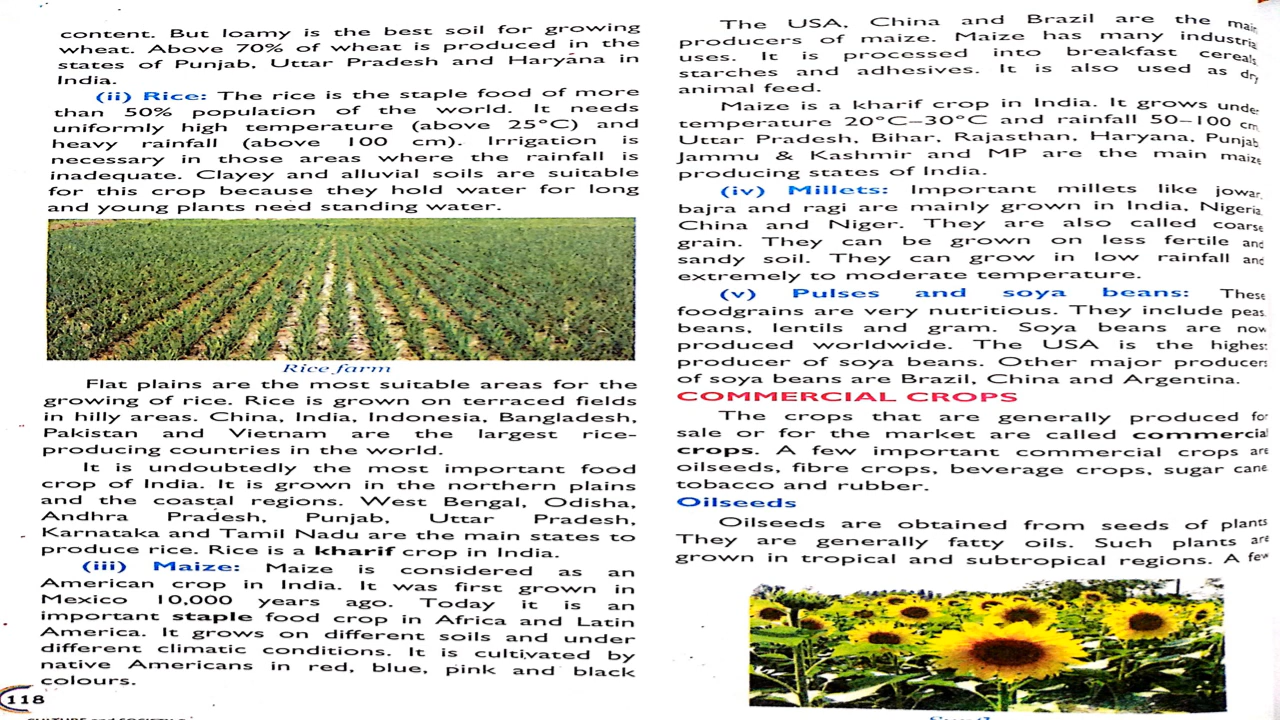 content. But loamy is the best soil for growing
wheat. Above 70% of wheat is produced in the
states of Punjab, Uttar Pradesh and Haryana in
India.
(ii) Rice: The rice is the staple food of more
than 50% population of the world. It needs
uniformly high temperature (above 25°C) and
heavy rainfall (above 100 cm). Irrigation is
necessary in those areas where the rainfall is
inadequate. Clayey and alluvial soils are suitable
for this crop because they hold water for long
and young plants need standing water.
Rice farm
Flat plains are the most suitable areas for the
growing of rice. Rice is grown on terraced fields
in hilly areas. China, India, Indonesia, Bangladesh,
Pakistan and Vietnam are the largest rice-
producing countries in the world.
It is undoubtedly the most important food
crop of India. It is grown in the northern plains
and the coastal regions. West Bengal, Odisha,
Andhra Pradesh, Punjab, Uttar Pradesh,
Karnataka and Tamil Nadu are the main states to
produce rice. Rice is a kharif crop in India.
(iii) Maize: Maize is considered as an
American crop in India. It was first grown in
Mexico 10,000 years ago. Today it is an
important staple food crop in Africa and Latin
America. It grows on different soils and under
different climatic conditions. It is cultivated by
native Americans in red, blue, pink and black
colours.
118
The USA, China and Brazil are the main
producers of maize. Maize has many industria
uses. It is processed into breakfast cereals,
starches and adhesives. It is also used as dry
animal feed.
Maize is a kharif crop in India. It grows under
temperature 20°C–30°C and rainfall 50–100 cm.
Uttar Pradesh, Bihar, Rajasthan, Haryana, Punjab,
Jammu & Kashmir and MP are the main maize
producing states of India.
(iv) Millets: Important millets like jowar,
bajra and ragi are mainly grown in India, Nigeria,
China and Niger. They are also called coarse
grain. They can be grown on less fertile and
sandy soil. They can grow in low rainfall and
extremely to moderate temperature.
(v) Pulses and soya beans: These
foodgrains are very nutritious. They include peas,
beans, lentils and gram. Soya beans are now
produced worldwide. The USA is the highest
producer of soya beans. Other major producers
of soya beans are Brazil, China and Argentina.
COMMERCIAL CROPS
The crops that are generally produced for
sale or for the market are called commercial
crops. A few important commercial crops are
oilseeds, fibre crops, beverage crops, sugar cane
tobacco and rubber.
Oilseeds
Oilseeds are obtained from seeds of plants
They are generally fatty oils. Such plants are
grown in tropical and subtropical regions. A few